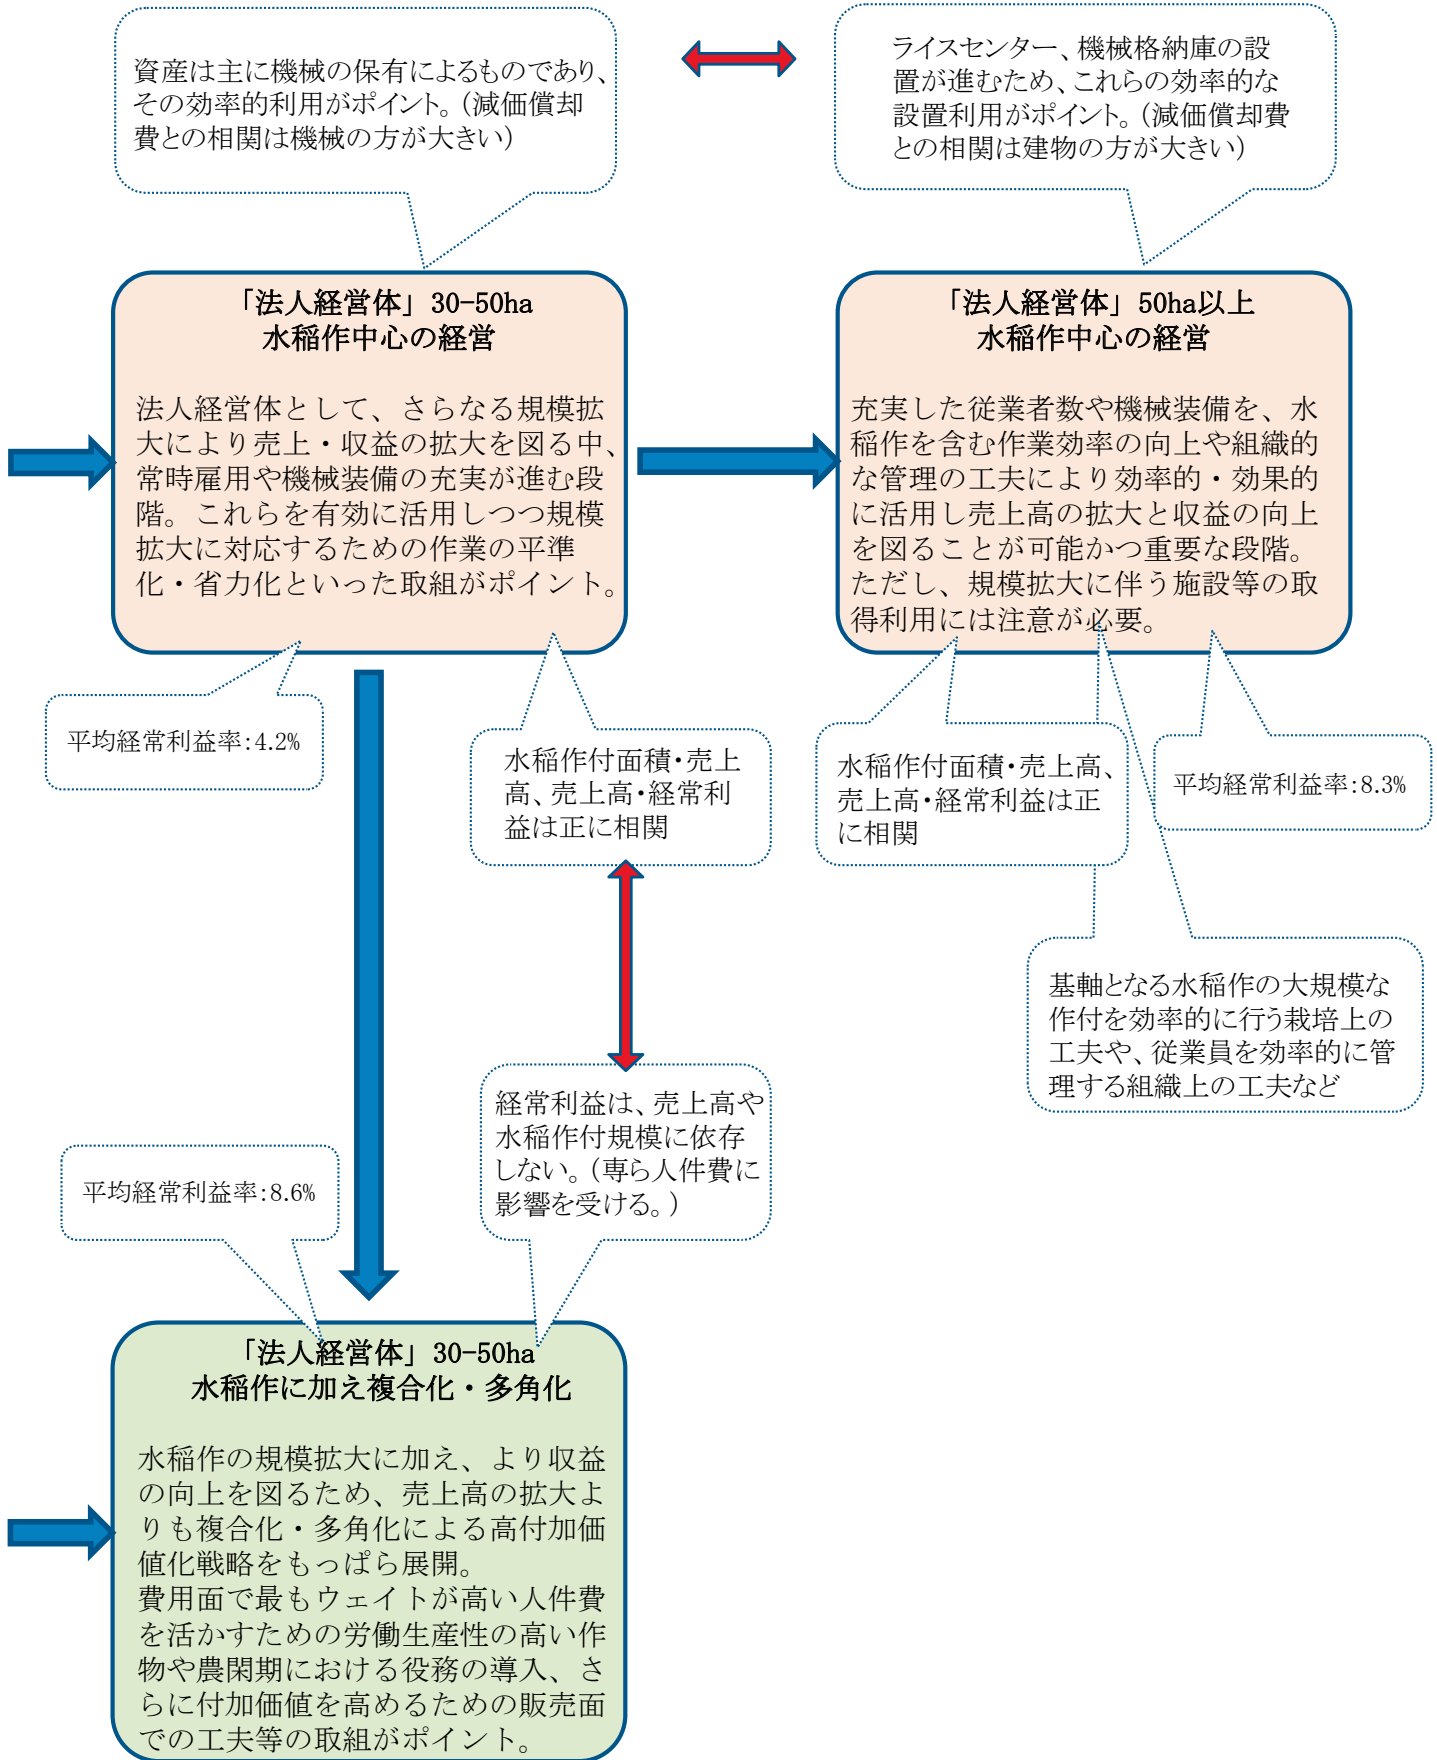 資産は主に機械の保有によるものであり、
その効率的利用がポイント。（減価償却
費との相関は機械の方が大きい）
ライスセンター、機械格納庫の設
置が進むため、これらの効率的な
設置利用がポイント。（減価償却費
との相関は建物の方が大きい）
「法人経営体」30-50ha
水稲作中心の経営
法人経営体として、さらなる規模拡
大により売上・収益の拡大を図る中、
常時雇用や機械装備の充実が進む段
階。これらを有効に活用しつつ規模
拡大に対応するための作業の平準
化・省力化といった取組がポイント。
「法人経営体」50ha以上
水稲作中心の経営
充実した従業者数や機械装備を、水
稲作を含む作業効率の向上や組織的
な管理の工夫により効率的・効果的
に活用し売上高の拡大と収益の向上
を図ることが可能かつ重要な段階。
ただし、規模拡大に伴う施設等の取
得利用には注意が必要。
平均経常利益率：4.2%
水稲作付面積・売上
高、売上高・経常利
益は正に相関
水稲作付面積・売上高、
売上高・経常利益は正
に相関
平均経常利益率：8.3%
基軸となる水稲作の大規模な
作付を効率的に行う栽培上の
工夫や、従業員を効率的に管
理する組織上の工夫など
経常利益は、売上高や
水稲作付規模に依存
しない。（専ら人件費に
影響を受ける。）
平均経常利益率：8.6%
「法人経営体」30-50ha
水稲作に加え複合化・多角化
水稲作の規模拡大に加え、より収益
の向上を図るため、売上高の拡大よ
りも複合化・多角化による高付加価
値化戦略をもっぱら展開。
費用面で最もウェイトが高い人件費
を活かすための労働生産性の高い作
物や農閑期における役務の導入、さ
らに付加価値を高めるための販売面
での工夫等の取組がポイント。